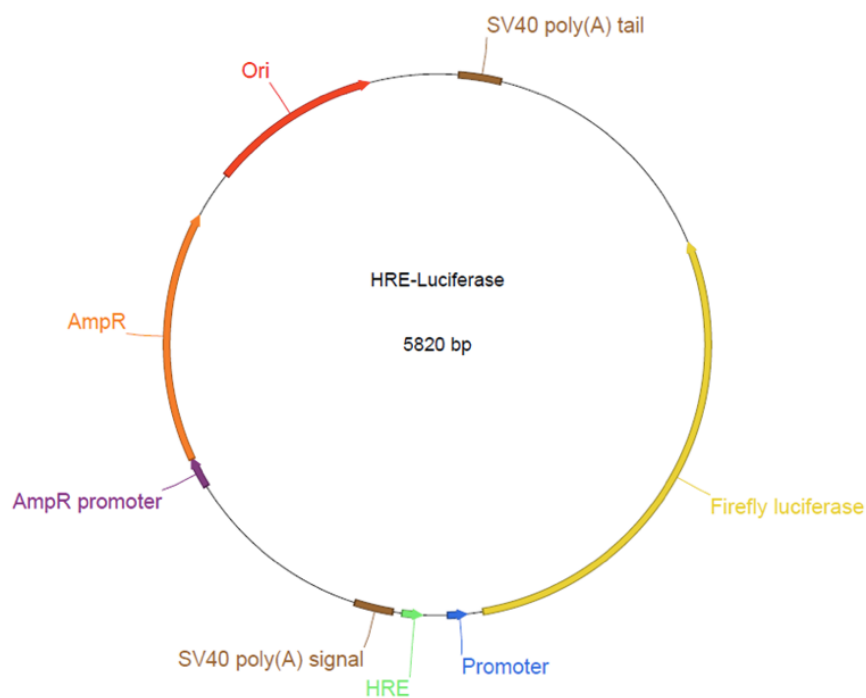 SV40 poly(A) tail
Ori
HRE-Luciferase
5820 bp
AmpR
AmpR promoter
Firefly luciferase
SV40 poly(A) signal
Promoter
HRE